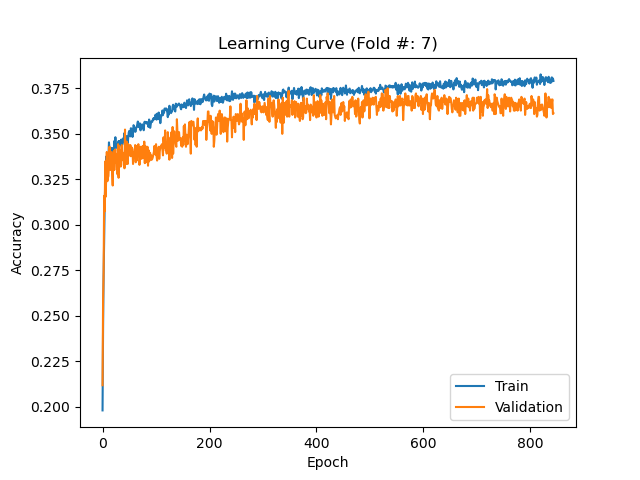 Learning Curve (Fold #: 7)
Accuracy
0.375
0.350
0.325
0.300
0.275
0.250
0.225
0.200
0 200 400 600 800
Epoch
Train
Validation